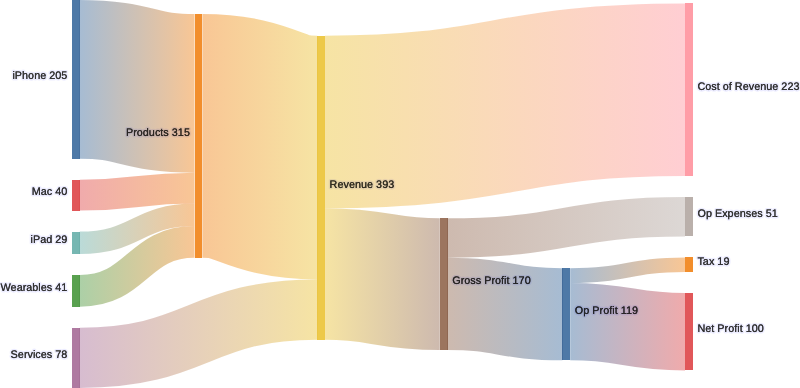 iPhone 205
Products 315
Mac 40
iPad 29
Wearables 41
Services 78
Revenue 393
Gross Profit 170
Op Profit 119
Cost of Revenue 223
Op Expenses 51
Tax 19
Net Profit 100